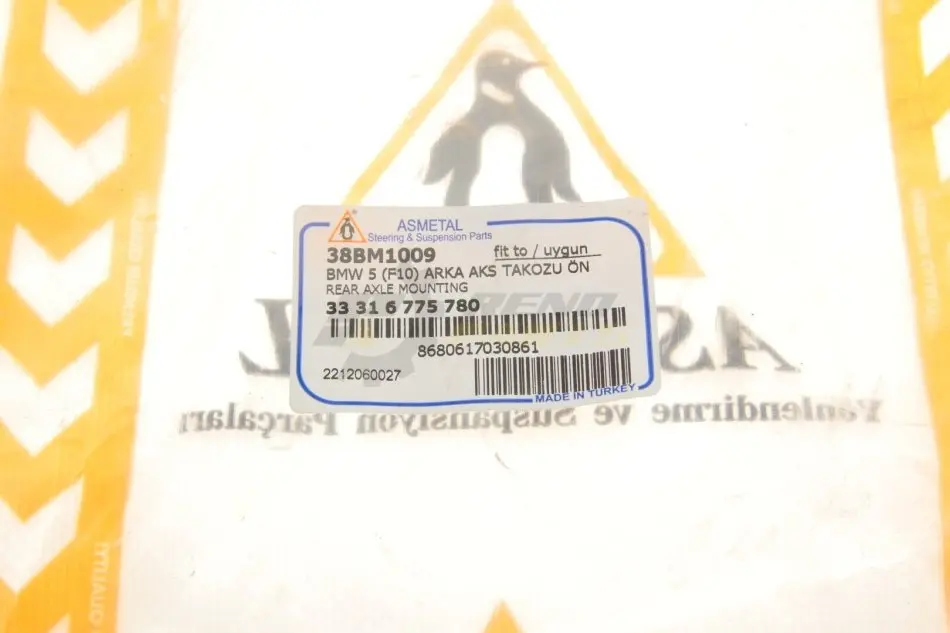 ASMETAL
Steering & Suspension Parts
38BM1009 fit to / uygun
BMW 5 (F10) ARKA AKS TAKOZU ÖN
REAR AXLE MOUNTING
33 31 6 775 780
8680617030861
2212060027
MADE IN TURKEY
Yönlendirme ve Suspansiyon Parçaları